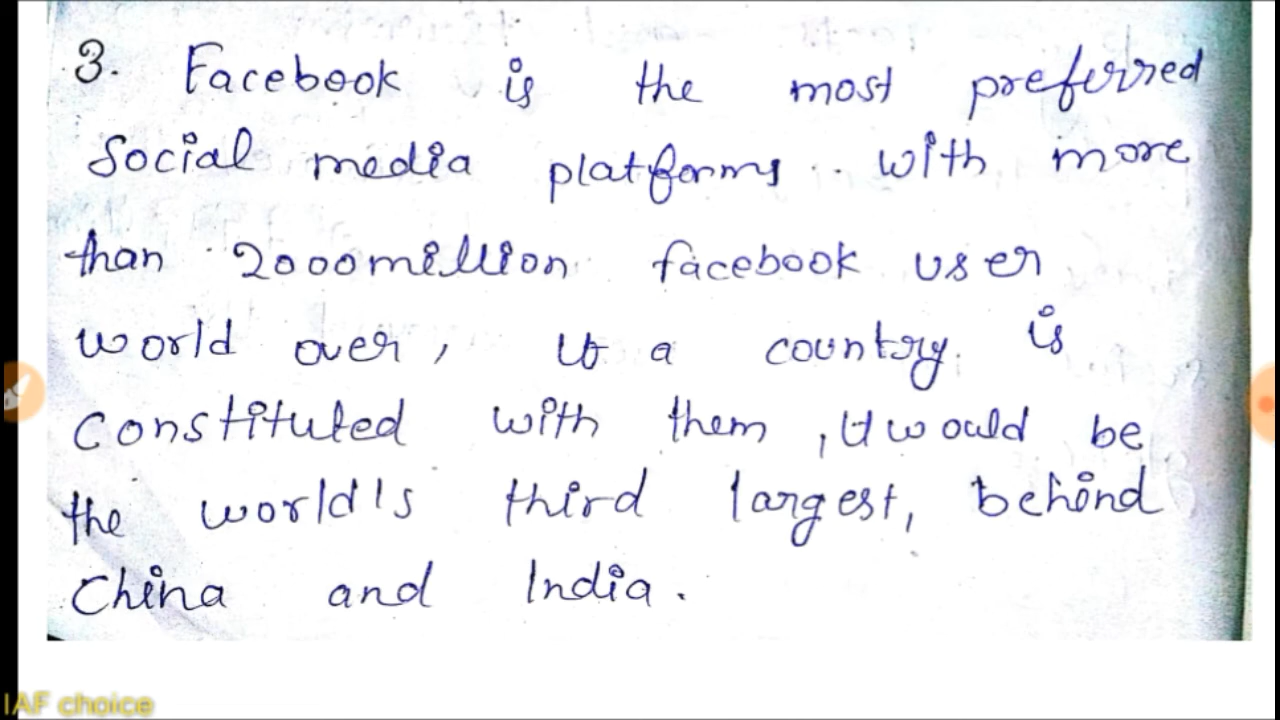 3. Facebook is the most preferred
Social media platforms. with more
than 2000million facebook user
world over, If a country is
constituted with them, It would be
the world's third largest, behind
China and India.
IAF choice